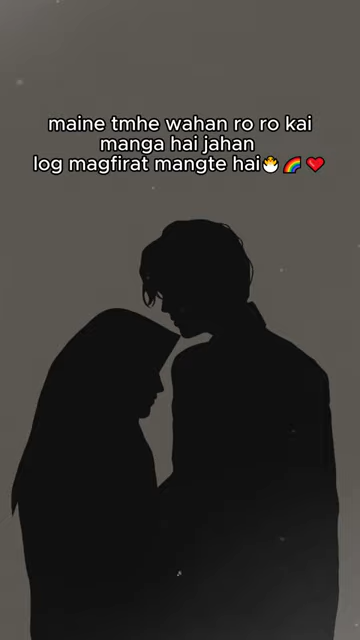 maine tmhe wahan ro ro kai
manga hai jahan
log magfirat mangte hai🐣🌈❤️